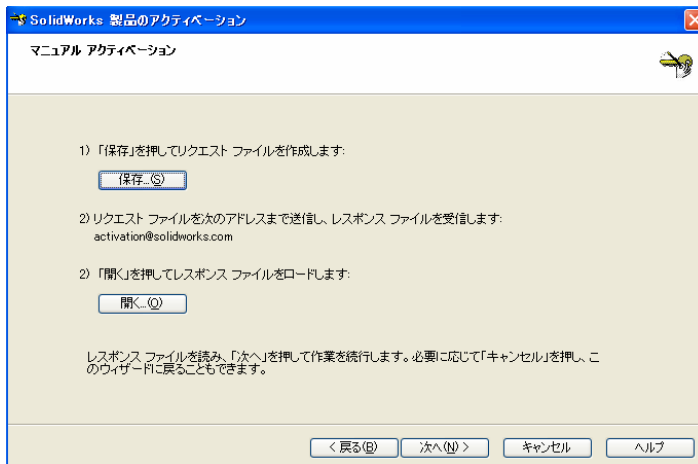 SolidWorks 製品のアクティベーション
マニュアル アクティベーション
1) 「保存」を押してリクエスト ファイルを作成します:
保存...(S)
2) リクエスト ファイルを次のアドレスまで送信し、レスポンス ファイルを受信します:
activation@solidworks.com
2) 「開く」を押してレスポンス ファイルをロードします:
開く...(O)
レスポンス ファイルを読み、「次へ」を押して作業を続行します。必要に応じて「キャンセル」を押し、こ
のウィザードに戻ることもできます。
< 戻る(B) 次へ(N) > キャンセル ヘルプ